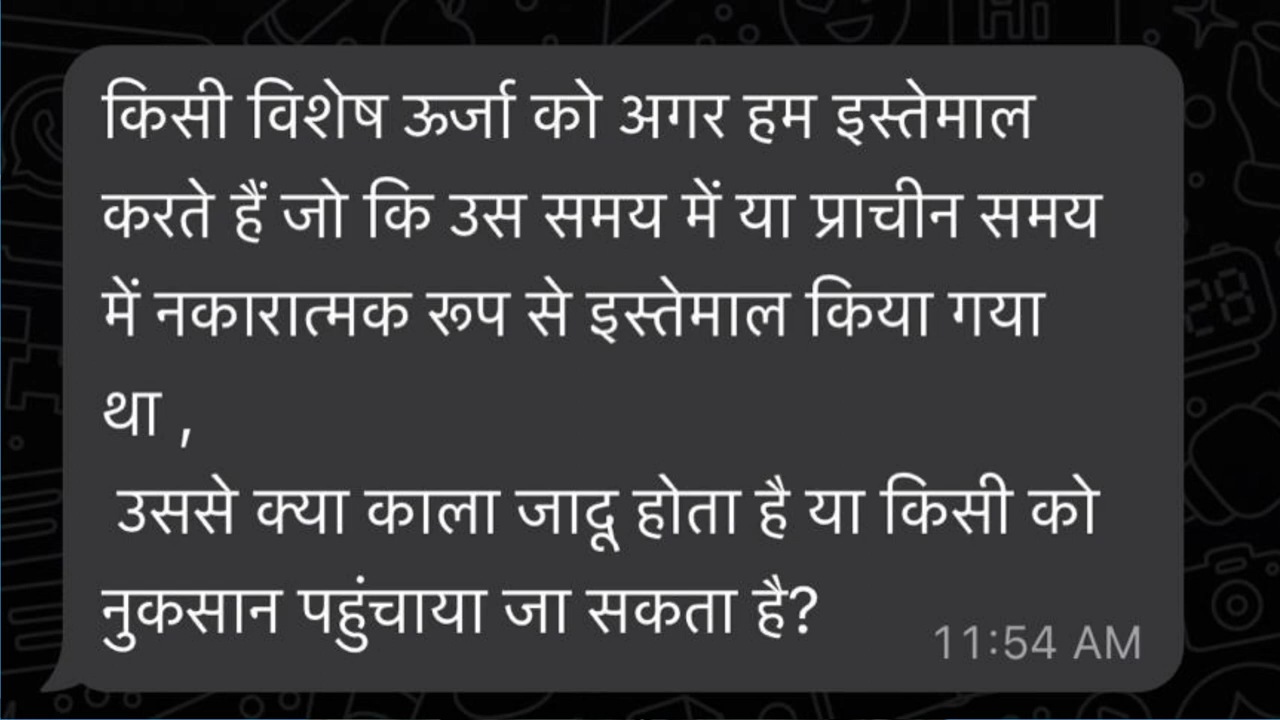 किसी विशेष ऊर्जा को अगर हम इस्तेमाल
करते हैं जो कि उस समय में या प्राचीन समय
में नकारात्मक रूप से इस्तेमाल किया गया
था ,
उससे क्या काला जादू होता है या किसी को
नुकसान पहुंचाया जा सकता है?
11:54 AM
Hi